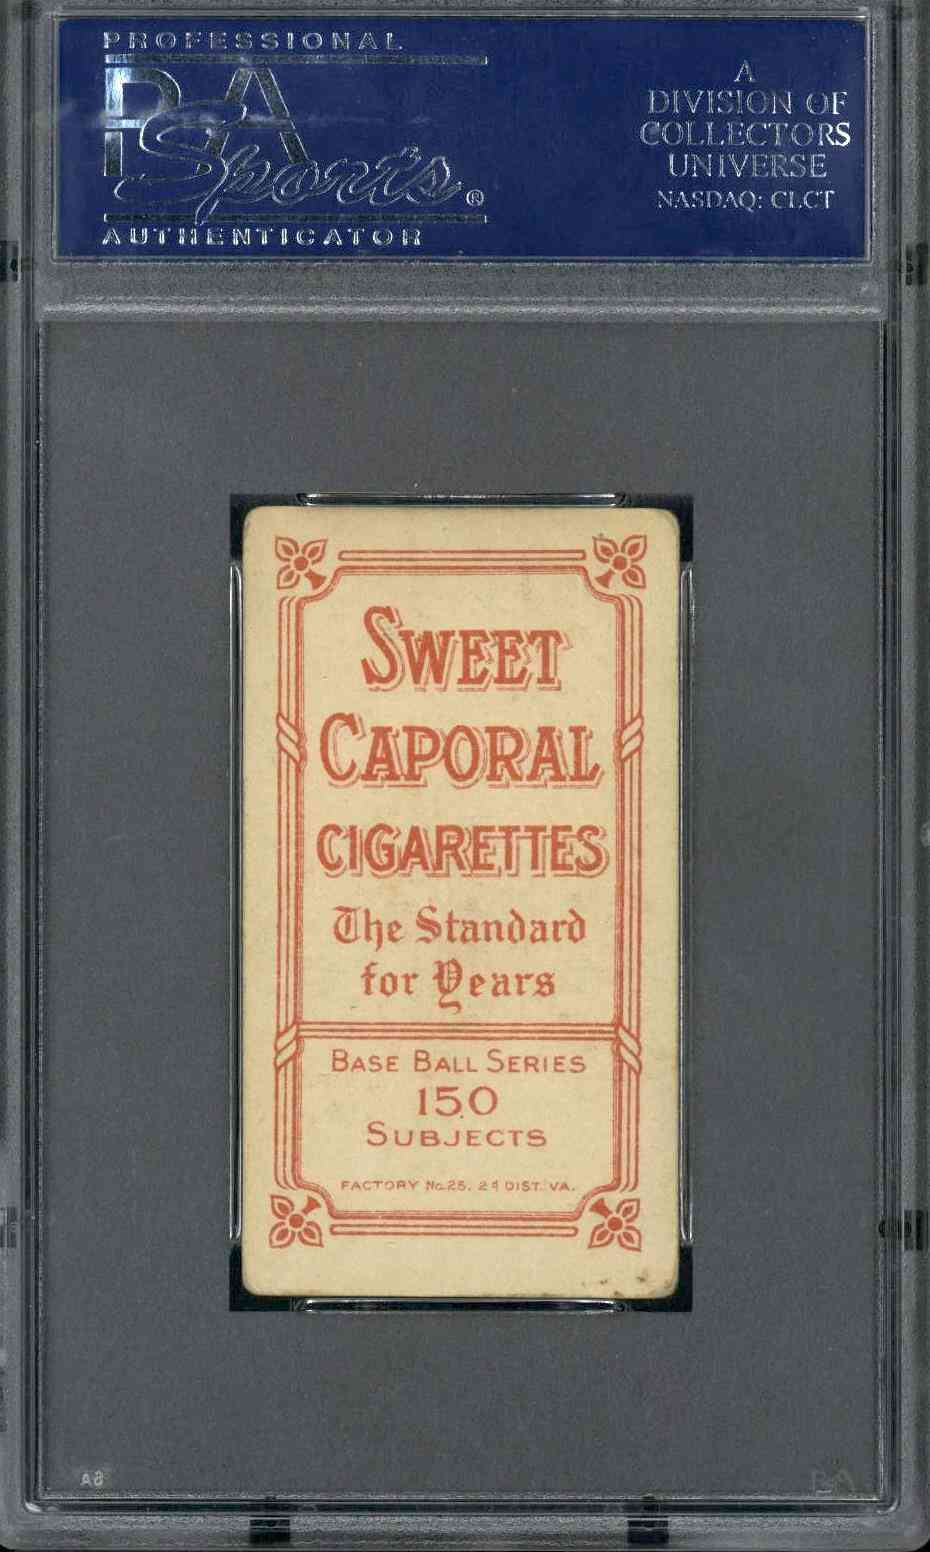 PROFESSIONAL
PSA
Sports®
AUTHENTICATOR
A
DIVISION OF
COLLECTORS
UNIVERSE
NASDAQ: CLCT
SWEET
CAPORAL
CIGARETTES
The Standard
for Years
BASE BALL SERIES
150
SUBJECTS
FACTORY No. 25. 2d DIST. VA.